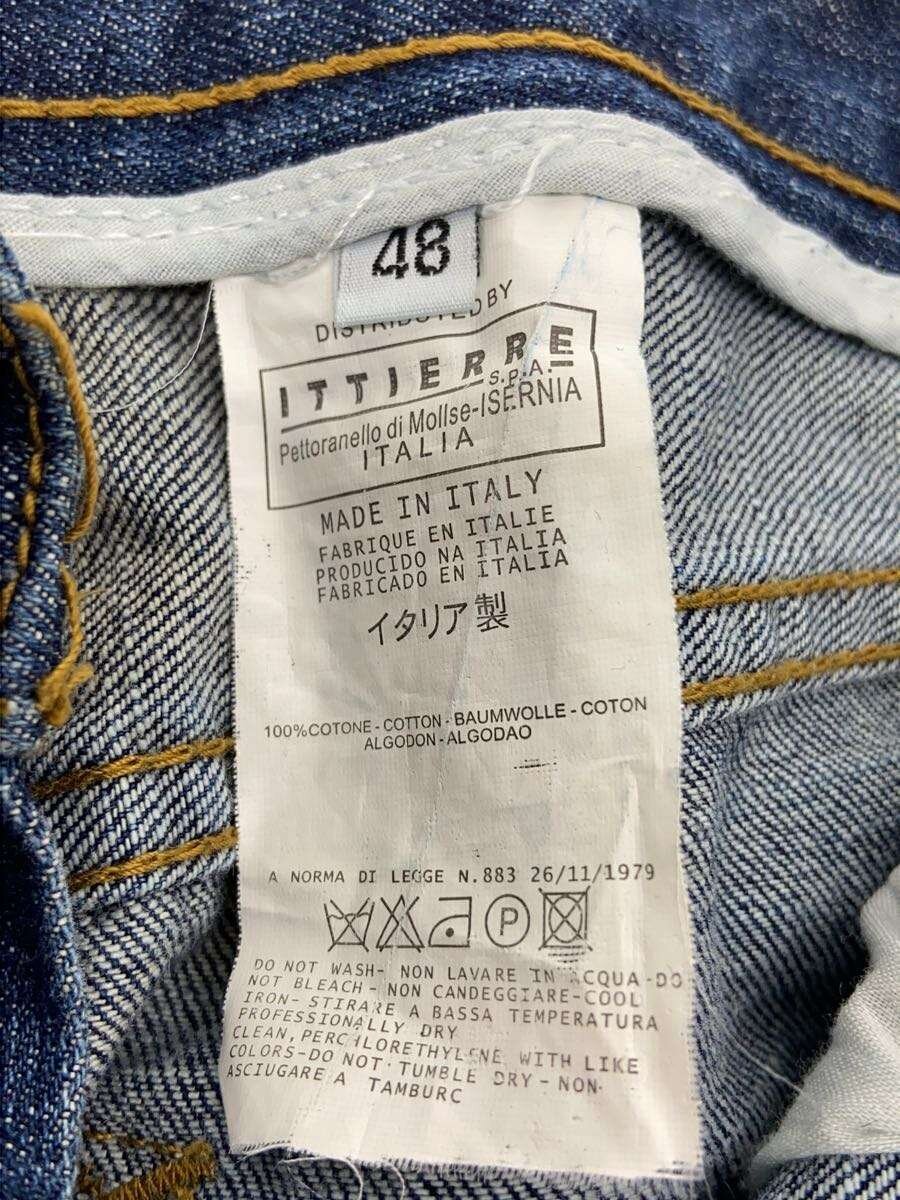 48
DISTRIBUTED BY
ITTIERRE
S.P.A.
Pettoranello di Mollse-ISERNIA
ITALIA
MADE IN ITALY
FABRIQUE EN ITALIE
PRODUCIDO NA ITALIA
FABRICADO EN ITALIA
イタリア製
100%COTONE - COTTON - BAUMWOLLE - COTON
ALGODON - ALGODAO
A NORMA DI LEGGE N.883 26/11/1979
P
DO NOT WASH- NON LAVARE IN ACQUA-DO
NOT BLEACH- NON CANDEGGIARE-COOL
IRON- STIRARE A BASSA TEMPERATURA
PROFESSIONALLY DRY
CLEAN, PERCHLORETHYLENE WITH LIKE
COLORS-DO NOT TUMBLE DRY - NON
ASCIUGARE A TAMBURC